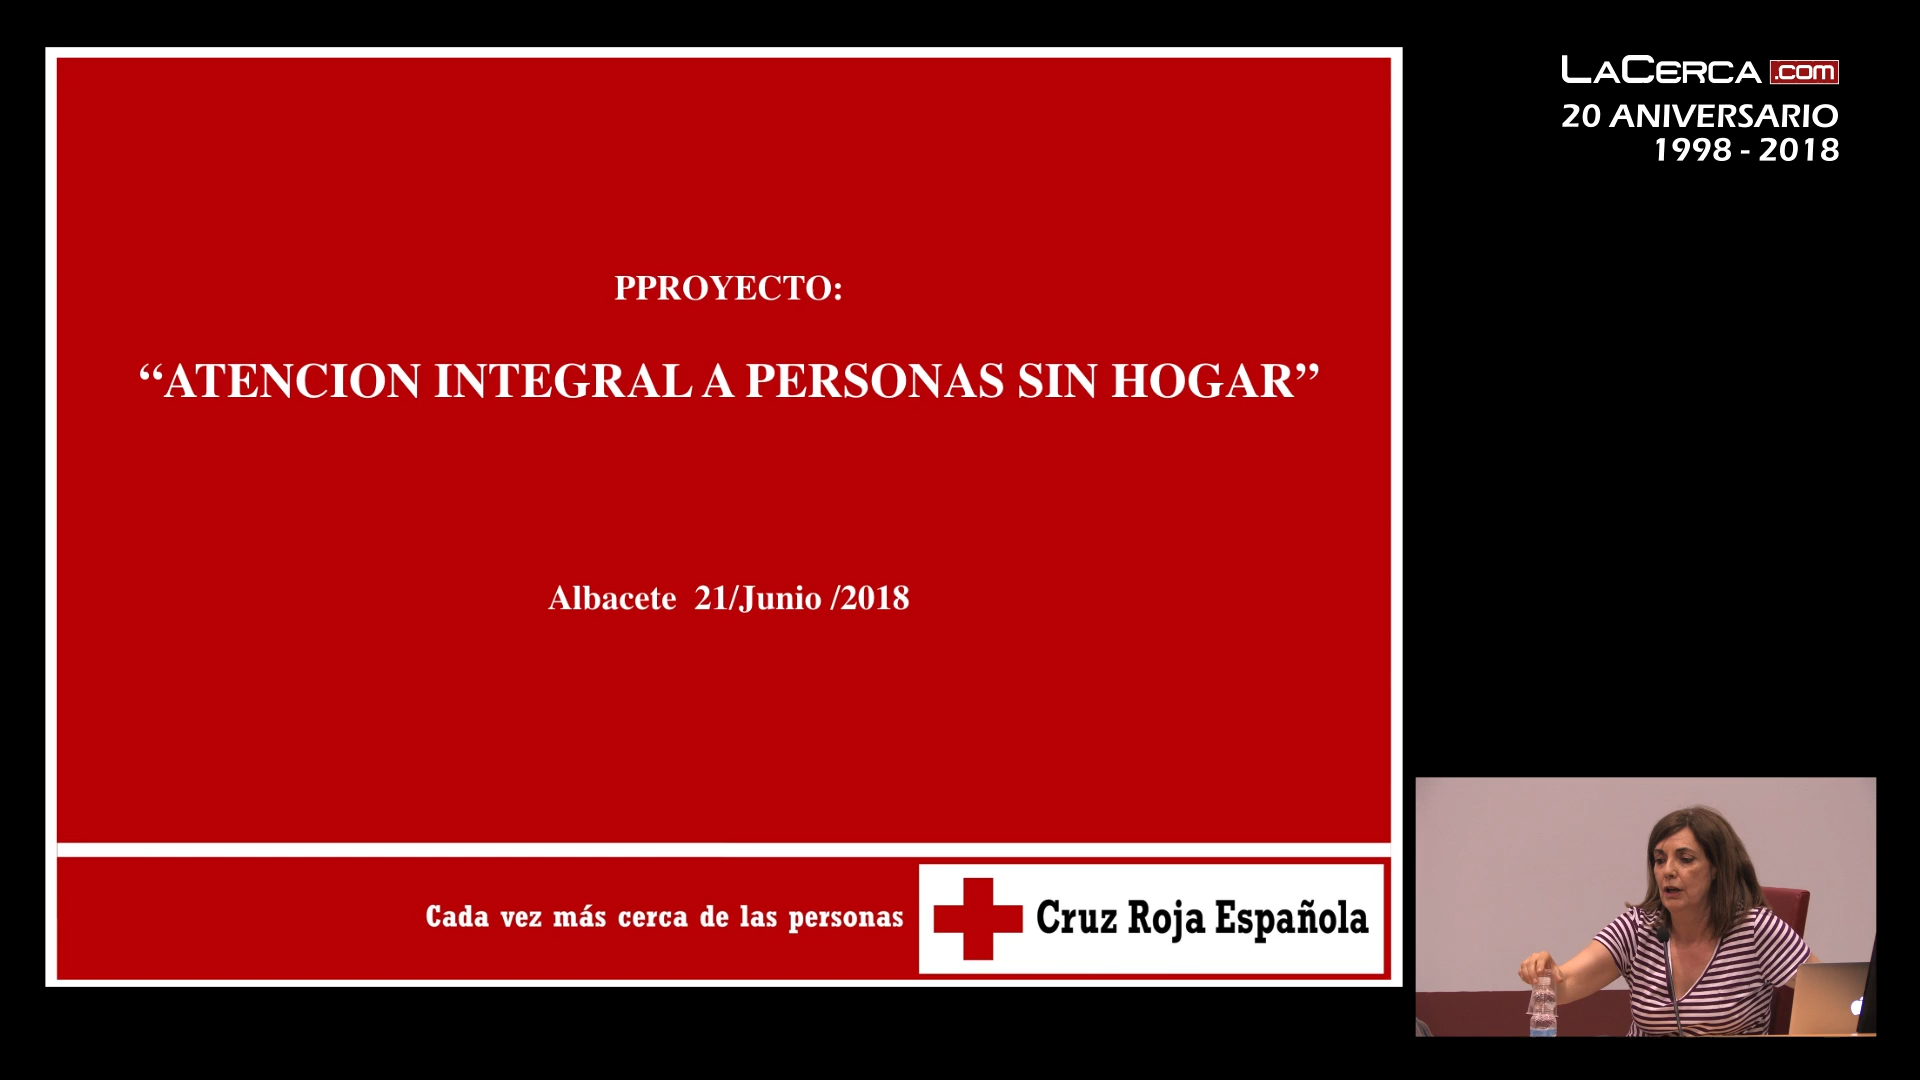 LACERCA .com
20 ANIVERSARIO
1998 - 2018
PPROYECTO:
“ATENCION INTEGRAL A PERSONAS SIN HOGAR”
Albacete 21/Junio /2018
Cada vez más cerca de las personas
Cruz Roja Española